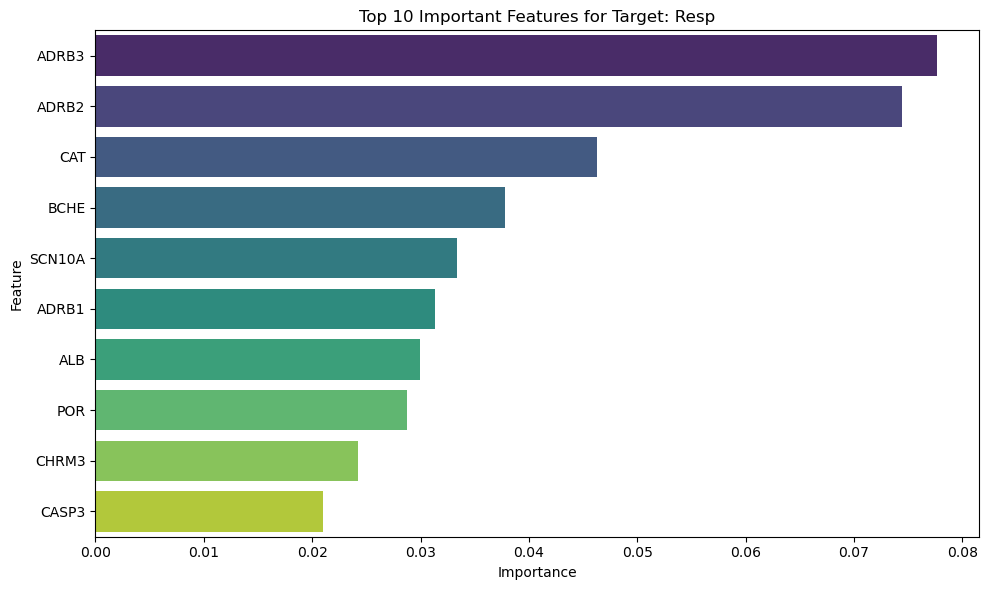 Top 10 Important Features for Target: Resp
Feature
ADRB3
ADRB2
CAT
BCHE
SCN10A
ADRB1
ALB
POR
CHRM3
CASP3
0.00 0.01 0.02 0.03 0.04 0.05 0.06 0.07 0.08
Importance